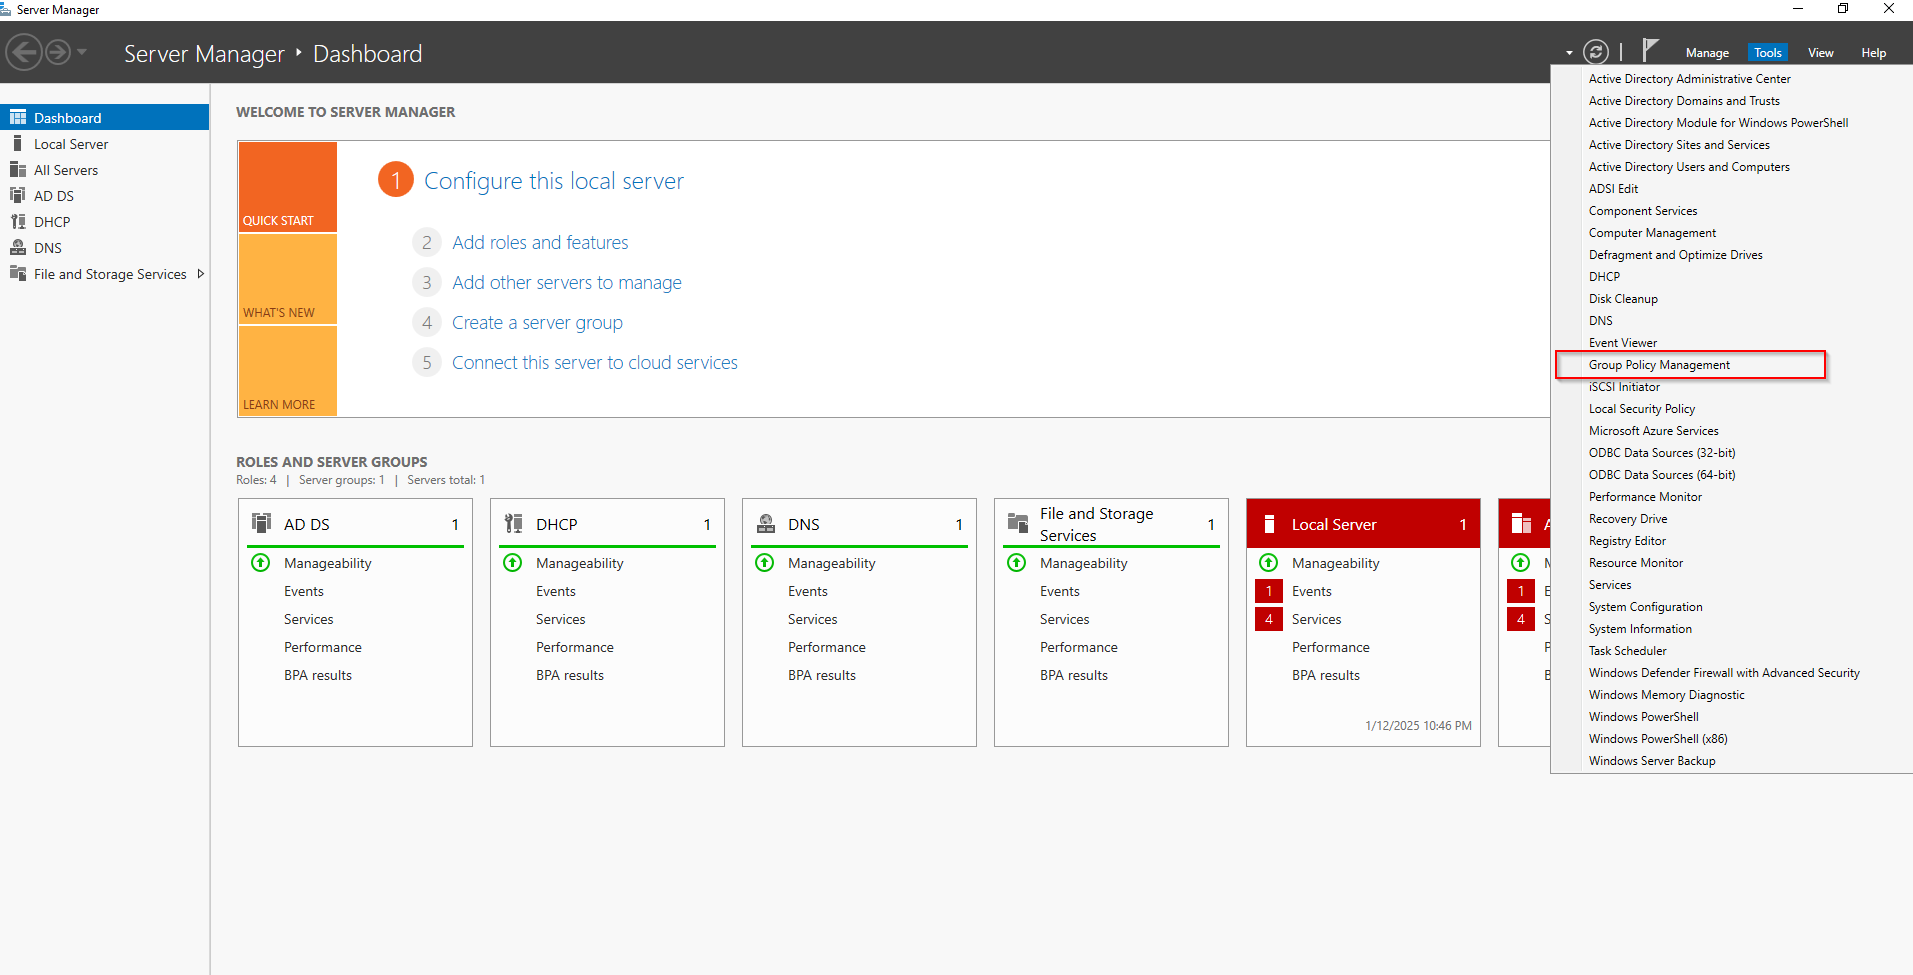 Server Manager
Server Manager ‣ Dashboard
Manage Tools View Help
Dashboard
Local Server
All Servers
AD DS
DHCP
DNS
File and Storage Services
WELCOME TO SERVER MANAGER
QUICK START
WHAT'S NEW
LEARN MORE
1 Configure this local server
2 Add roles and features
3 Add other servers to manage
4 Create a server group
5 Connect this server to cloud services
ROLES AND SERVER GROUPS
Roles: 4 | Server groups: 1 | Servers total: 1
AD DS 1
Manageability
Events
Services
Performance
BPA results
DHCP 1
Manageability
Events
Services
Performance
BPA results
DNS 1
Manageability
Events
Services
Performance
BPA results
File and Storage
Services 1
Manageability
Events
Services
Performance
BPA results
Local Server 1
Manageability
1 Events
4 Services
Performance
BPA results
1/12/2025 10:46 PM
1
4
Active Directory Administrative Center
Active Directory Domains and Trusts
Active Directory Module for Windows PowerShell
Active Directory Sites and Services
Active Directory Users and Computers
ADSI Edit
Component Services
Computer Management
Defragment and Optimize Drives
DHCP
Disk Cleanup
DNS
Event Viewer
Group Policy Management
iSCSI Initiator
Local Security Policy
Microsoft Azure Services
ODBC Data Sources (32-bit)
ODBC Data Sources (64-bit)
Performance Monitor
Recovery Drive
Registry Editor
Resource Monitor
Services
System Configuration
System Information
Task Scheduler
Windows Defender Firewall with Advanced Security
Windows Memory Diagnostic
Windows PowerShell
Windows PowerShell (x86)
Windows Server Backup